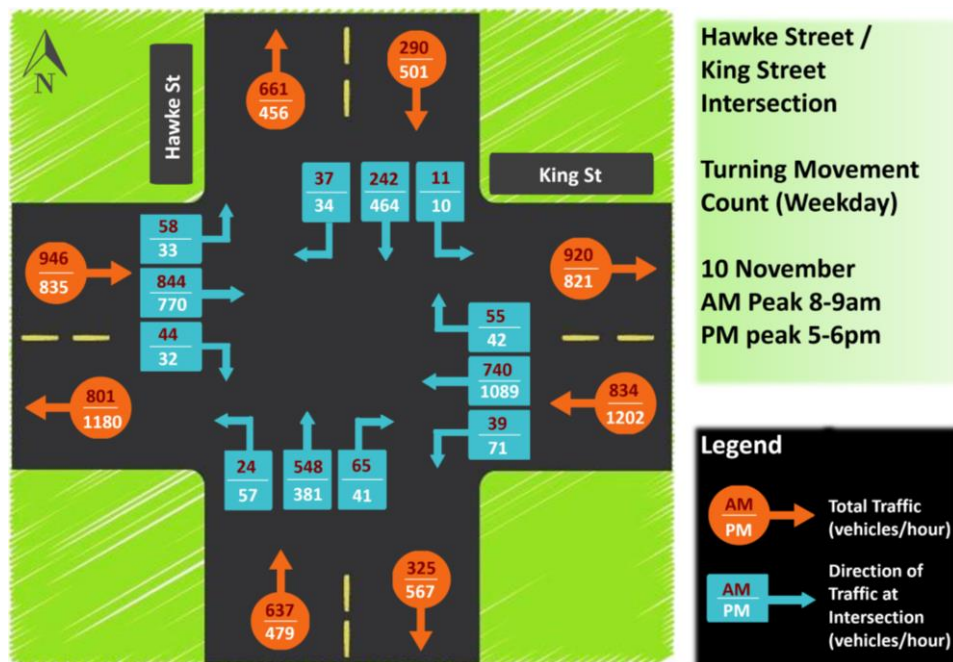 Hawke Street /
King Street
Intersection
Turning Movement
Count (Weekday)
10 November
AM Peak 8-9am
PM peak 5-6pm
N
Hawke St
King St
661
456
290
501
37
34
242
464
11
10
946
835
58
33
844
770
44
32
801
1180
920
821
55
42
740
1089
39
71
834
1202
24
57
548
381
65
41
637
479
325
567
Legend
AM
PM
Total Traffic
(vehicles/hour)
AM
PM
Direction of
Traffic at
Intersection
(vehicles/hour)